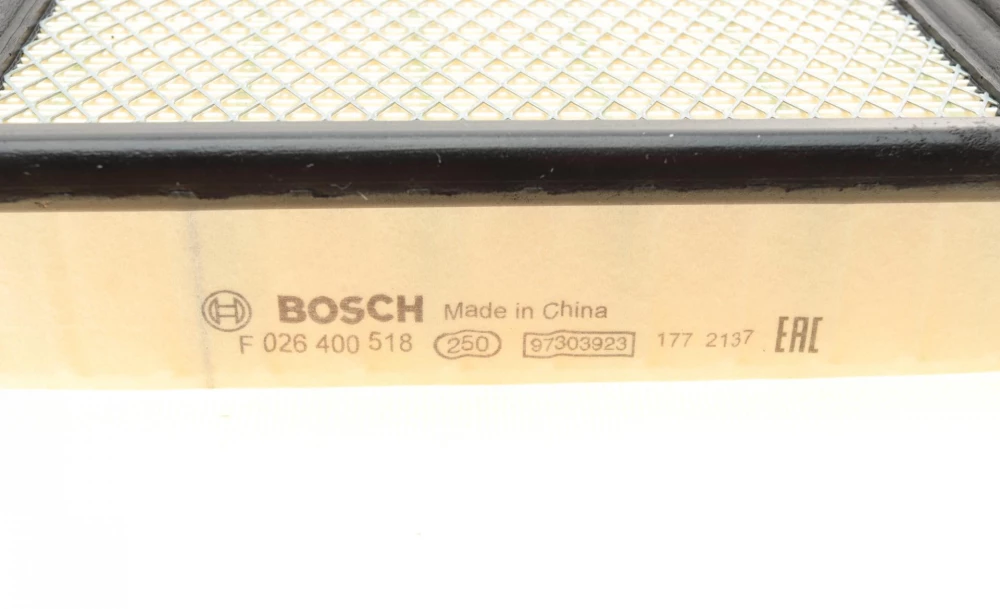 BOSCH Made in China
F 026 400 518 250 97303923 177 2137 EAC